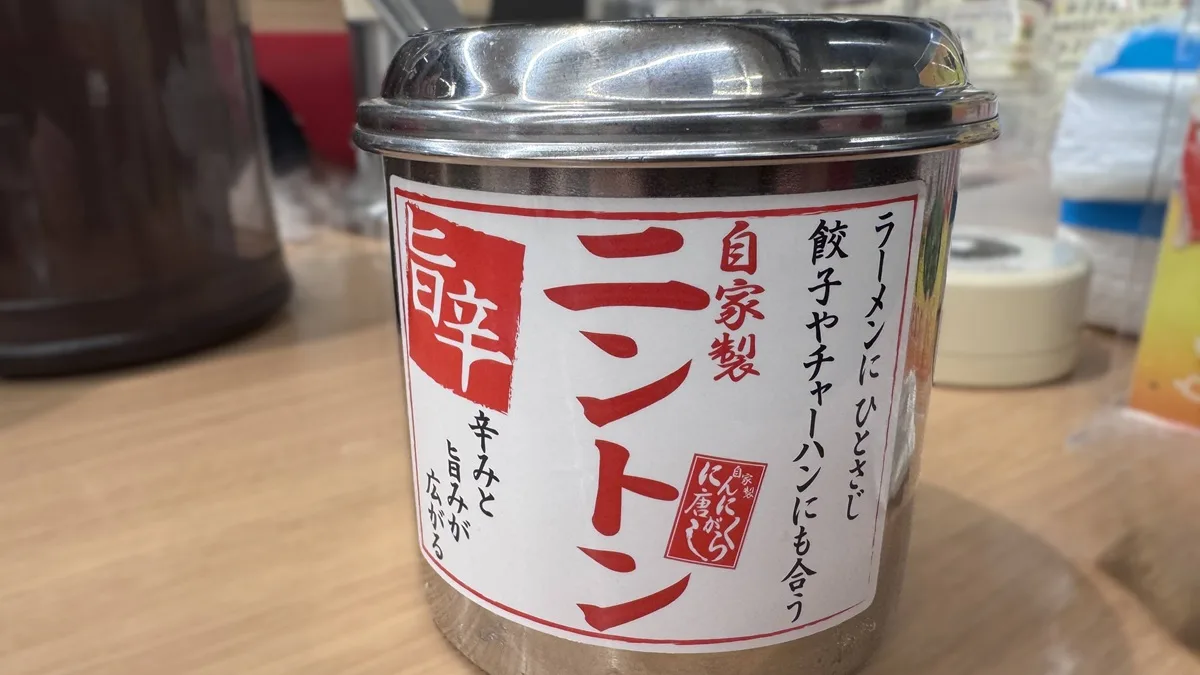 ラーメンに ひとさじ
餃子やチャーハンにも合う
自家製
自家製
にんにく
に唐がらし
ニントン
旨辛
辛みと
旨みが
広がる